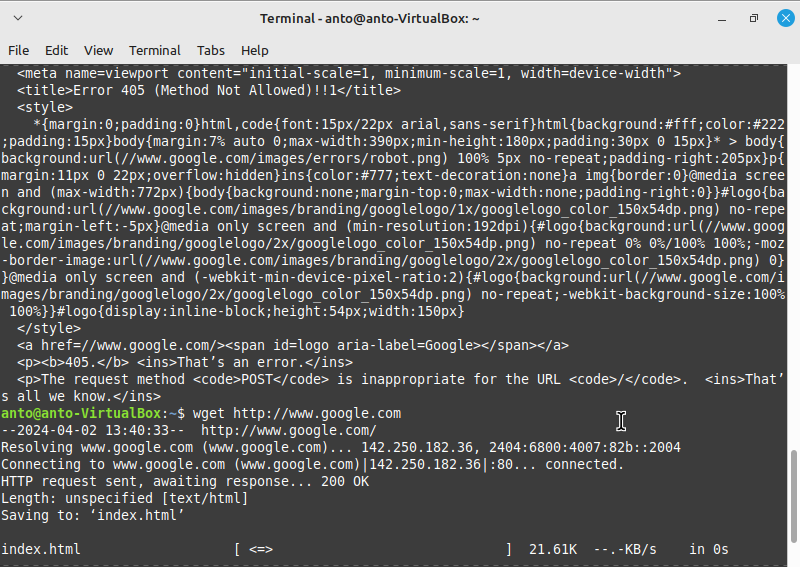 Terminal - anto@anto-VirtualBox: ~
File Edit View Terminal Tabs Help
<meta name=viewport content="initial-scale=1, minimum-scale=1, width=device-width">
<title>Error 405 (Method Not Allowed)!!1</title>
<style>
*{margin:0;padding:0}html,code{font:15px/22px arial,sans-serif}html{background:#fff;color:#222
;padding:15px}body{margin:7% auto 0;max-width:390px;min-height:180px;padding:30px 0 15px}* > body{
background:url(//www.google.com/images/errors/robot.png) 100% 5px no-repeat;padding-right:205px}p{
margin:11px 0 22px;overflow:hidden}ins{color:#777;text-decoration:none}a img{border:0}@media scree
n and (max-width:772px){body{background:none;margin-top:0;max-width:none;padding-right:0}}#logo{ba
ckground:url(//www.google.com/images/branding/googlelogo/1x/googlelogo_color_150x54dp.png) no-repe
at;margin-left:-5px}@media only screen and (min-resolution:192dpi){#logo{background:url(//www.goog
le.com/images/branding/googlelogo/2x/googlelogo_color_150x54dp.png) no-repeat 0% 0%/100% 100%;-moz
-border-image:url(//www.google.com/images/branding/googlelogo/2x/googlelogo_color_150x54dp.png) 0}
}@media only screen and (-webkit-min-device-pixel-ratio:2){#logo{background:url(//www.google.com/i
mages/branding/googlelogo/2x/googlelogo_color_150x54dp.png) no-repeat;-webkit-background-size:100%
100%}}#logo{display:inline-block;height:54px;width:150px}
</style>
<a href=//www.google.com/><span id=logo aria-label=Google></span></a>
<p><b>405.</b> <ins>That’s an error.</ins>
<p>The request method <code>POST</code> is inappropriate for the URL <code>/</code>.  <ins>That’
s all we know.</ins>
anto@anto-VirtualBox:~$ wget http://www.google.com
--2024-04-02 13:40:33--  http://www.google.com/
Resolving www.google.com (www.google.com)... 142.250.182.36, 2404:6800:4007:82b::2004
Connecting to www.google.com (www.google.com)|142.250.182.36|:80... connected.
HTTP request sent, awaiting response... 200 OK
Length: unspecified [text/html]
Saving to: ‘index.html’
index.html [ <=> ] 21.61K --.-KB/s in 0s